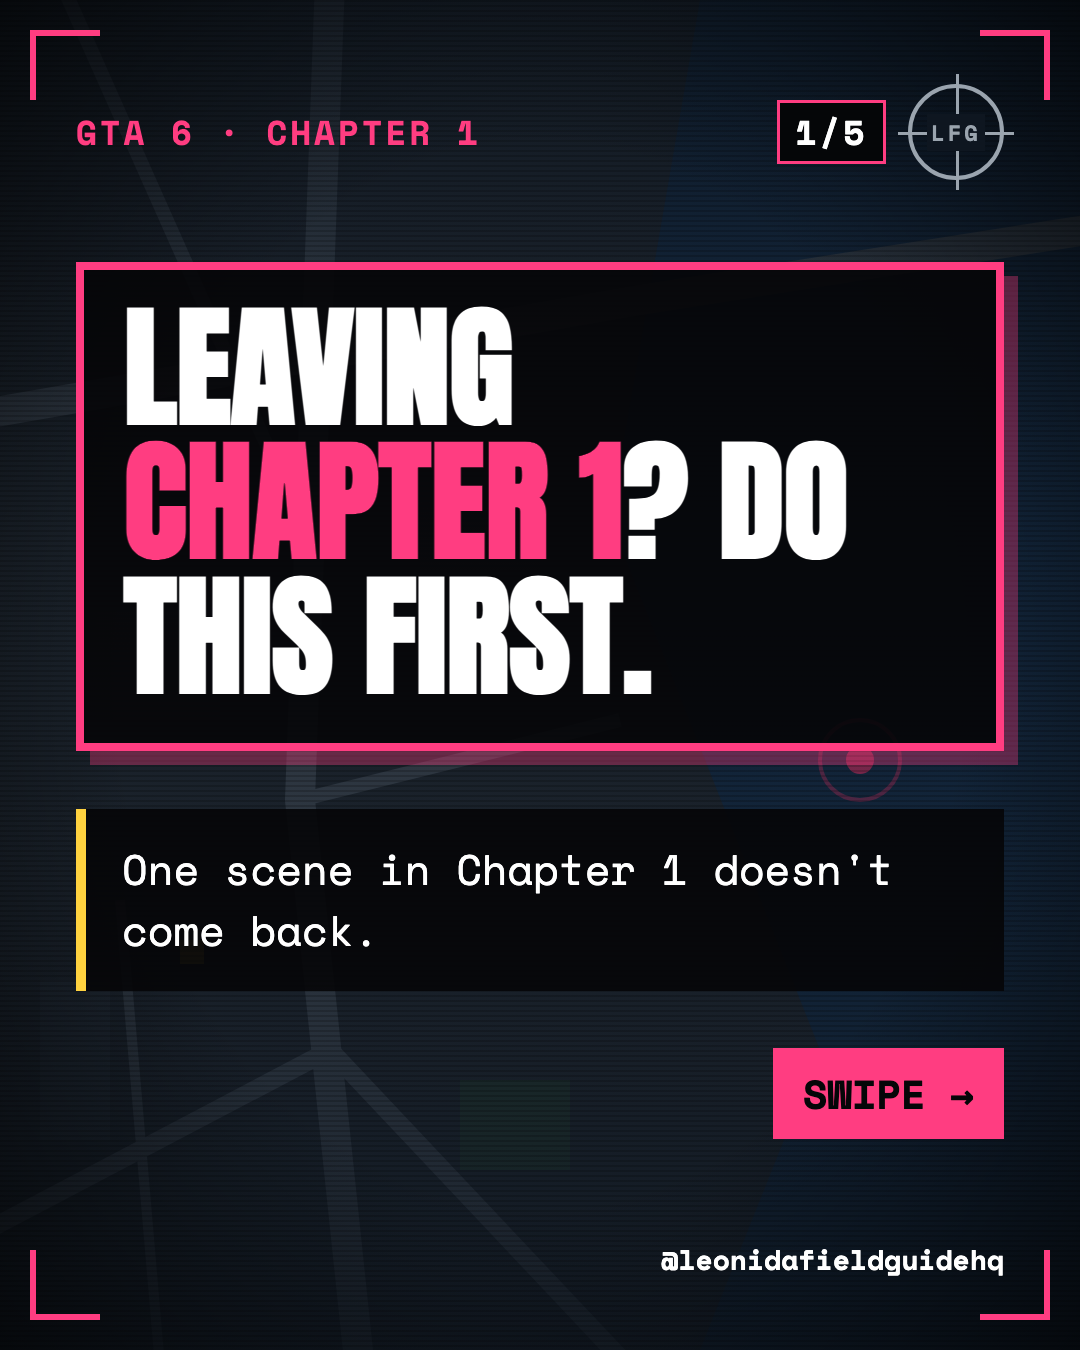 GTA 6 · CHAPTER 1
1/5
LFG
LEAVING
CHAPTER 1? DO
THIS FIRST.
One scene in Chapter 1 doesn't
come back.
SWIPE →
@leonidafieldguidehq